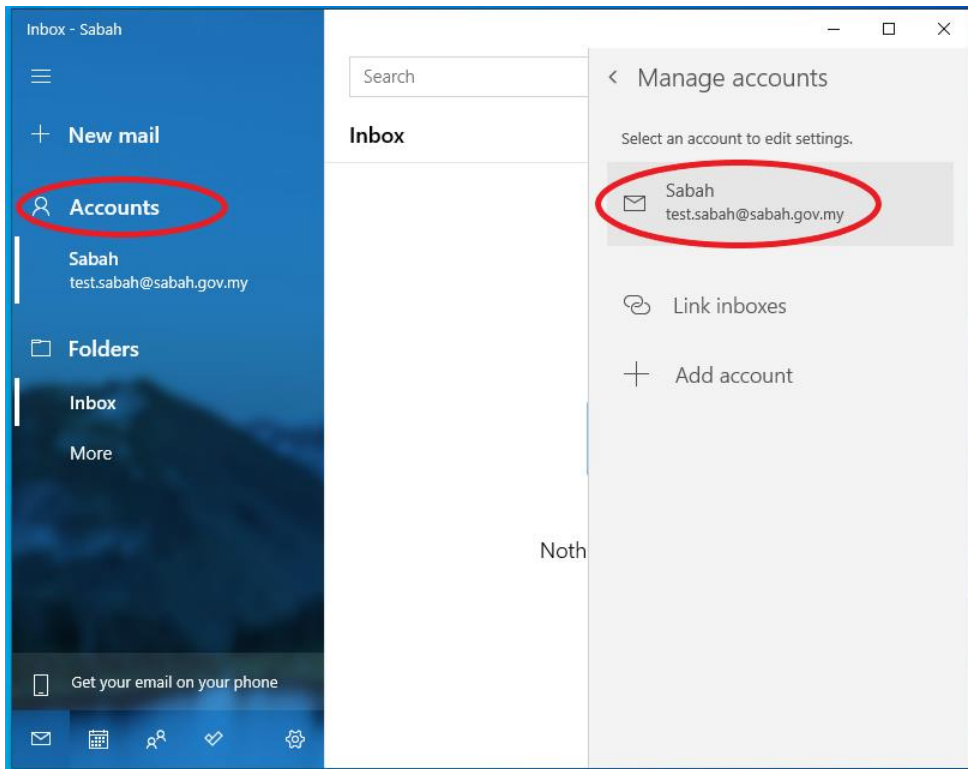 Inbox - Sabah
New mail
Accounts
Sabah
test.sabah@sabah.gov.my
Folders
Inbox
More
Get your email on your phone
Search
Inbox
Noth
Manage accounts
Select an account to edit settings.
Sabah
test.sabah@sabah.gov.my
Link inboxes
Add account